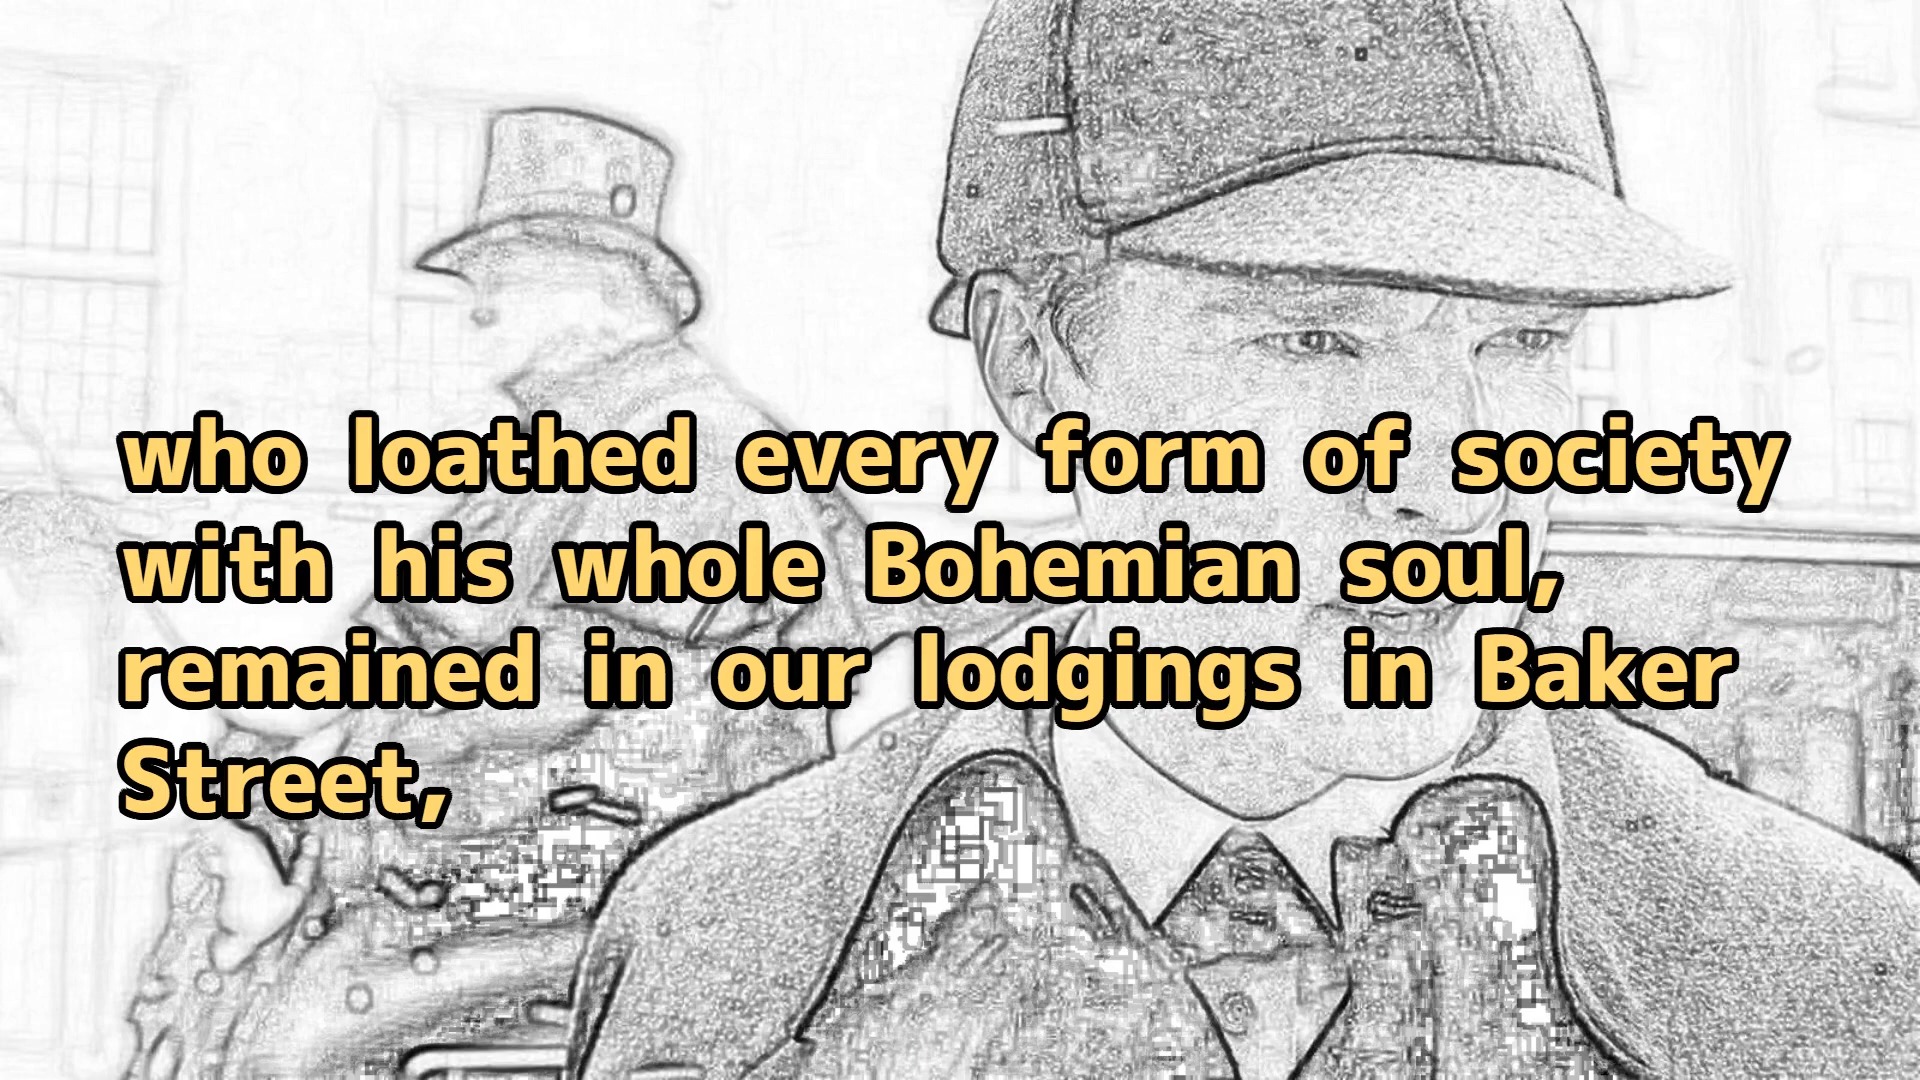 who loathed every form of society
with his whole Bohemian soul,
remained in our lodgings in Baker
Street,